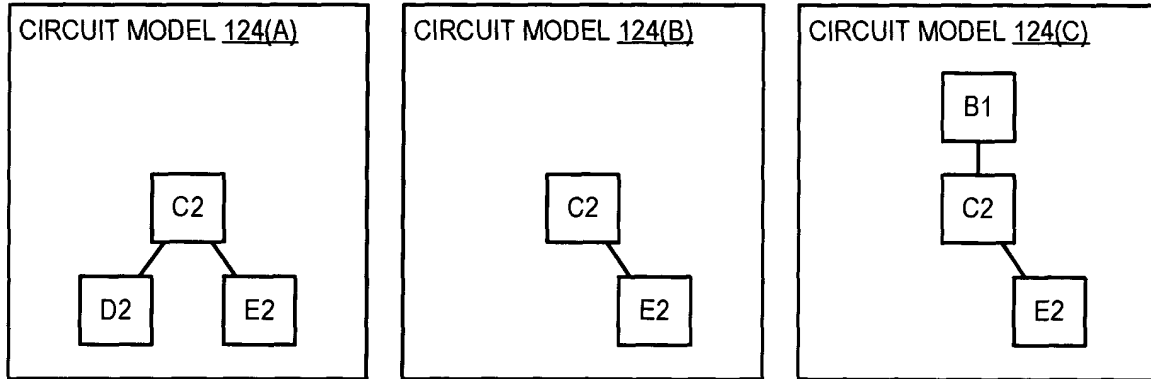 CIRCUIT MODEL 124(A)
C2
D2 E2
CIRCUIT MODEL 124(B)
C2
E2
CIRCUIT MODEL 124(C)
B1
C2
E2